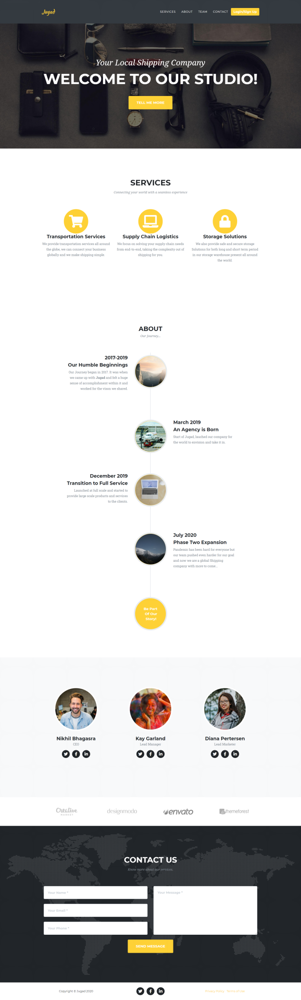 Jugad
SERVICES ABOUT TEAM CONTACT Login/Sign Up
Your Local Shipping Company
WELCOME TO OUR STUDIO!
TELL ME MORE
SERVICES
Connecting your world with a seamless experience
Transportation Services
We provide transportation services all around
the globe, we can connect your business
globally and we make shipping simple.
Supply Chain Logistics
We focus on solving your supply chain needs
from end-to-end, taking the complexity out of
shipping for you.
Storage Solutions
We also provide safe and secure storage
Solutions for both long and short term period
in our storage warehouse present all around
the world.
ABOUT
Our Journey...
2017-2019
Our Humble Beginnings
Our Journey began in 2017. It was when
we came up with Jugad and felt a huge
sense of accomplishment within it and
worked for the vison we shared.
March 2019
An Agency is Born
Start of Jugad, lauched our company for
the world to envision and take it in.
December 2019
Transition to Full Service
Launched at full scale and started to
provide large scale products and services
to the clients.
July 2020
Phase Two Expansion
Pandemic has been hard for everyone but
our team pushed even harder for our goal
and now we are a global Shipping
company with more to come...
Be Part
Of Our
Story!
Nikhil Bhagasra
CEO
Kay Garland
Lead Manager
Diana Pertersen
Lead Marketer
Creative
MARKET
designmodo
envato
themeforest
CONTACT US
Know more about our services.
Your Name *
Your Email *
Your Phone *
Your Message *
SEND MESSAGE
Copyright © Jugad 2020
Privacy Policy Terms of Use